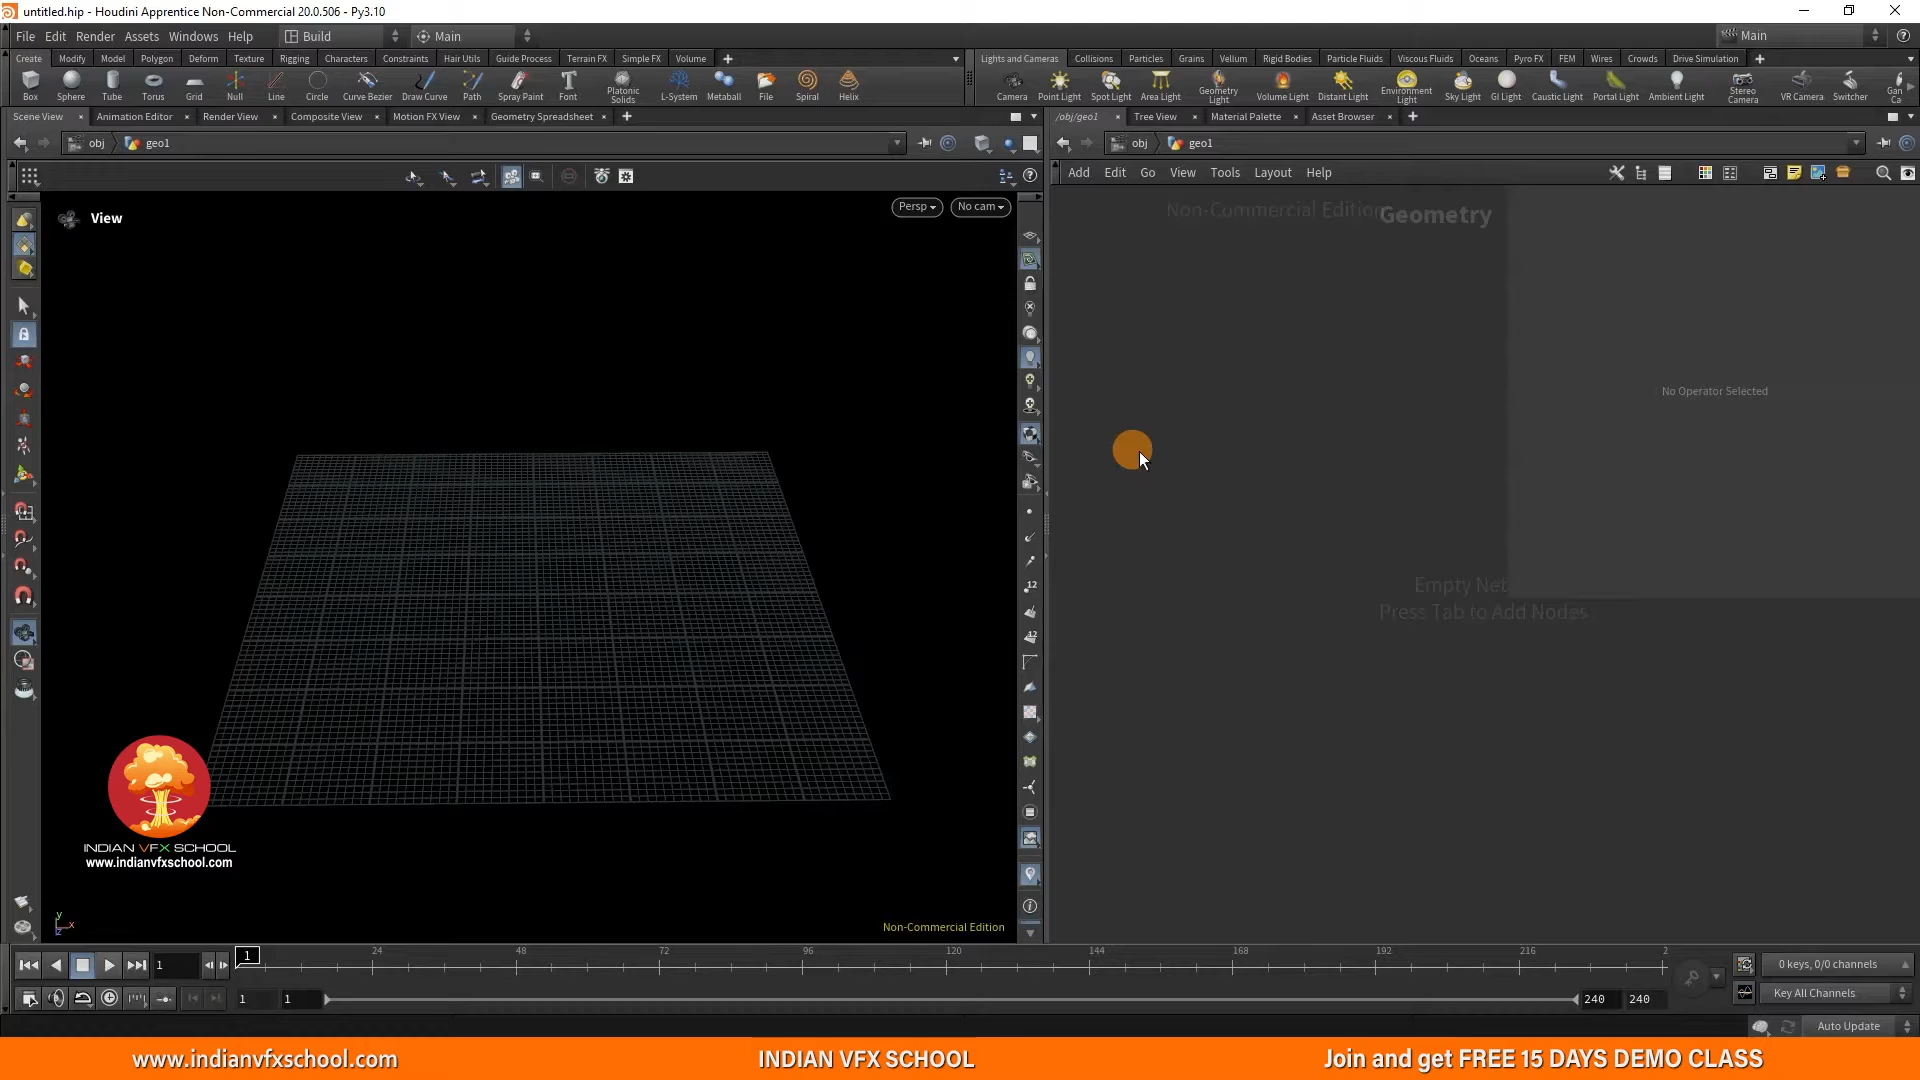 untitled.hip - Houdini Apprentice Non-Commercial 20.0.506 - Py3.10
File Edit Render Assets Windows Help Build Main Main
Create Modify Model Polygon Deform Texture Rigging Characters Constraints Hair Utils Guide Process Terrain FX Simple FX Volume
Lights and Cameras Collisions Particles Grains Vellum Rigid Bodies Particle Fluids Viscous Fluids Oceans Pyro FX FEM Wires Crowds Drive Simulation
Box Sphere Tube Torus Grid Null Line Circle Curve Bezier Draw Curve Path Spray Paint Font Platonic Solids L-System Metaball File Spiral Helix
Camera Point Light Spot Light Area Light Geometry Light Volume Light Distant Light Environment Light Sky Light GI Light Caustic Light Portal Light Ambient Light Stereo Camera VR Camera Switcher
Scene View Animation Editor Render View Composite View Motion FX View Geometry Spreadsheet
/obj/geo1 Tree View Material Palette Asset Browser
obj geo1
obj geo1
Add Edit Go View Tools Layout Help
View
Persp No cam
Non-Commercial Edition
Geometry
No Operator Selected
Press Tab to Add Nodes
12
12
INDIAN VFX SCHOOL
www.indianvfxschool.com
y
x
z
Non-Commercial Edition
1 1 24 48 72 96 120 144 168 192 216 2
0 keys, 0/0 channels
1 1 240 240
Key All Channels
Auto Update
www.indianvfxschool.com INDIAN VFX SCHOOL Join and get FREE 15 DAYS DEMO CLASS